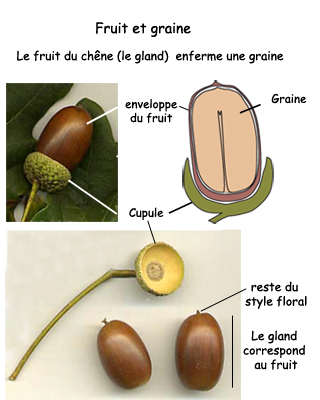 Fruit et graine
Le fruit du chêne (le gland) enferme une graine
enveloppe
du fruit
Graine
Cupule
reste du
style floral
Le gland
correspond
au fruit